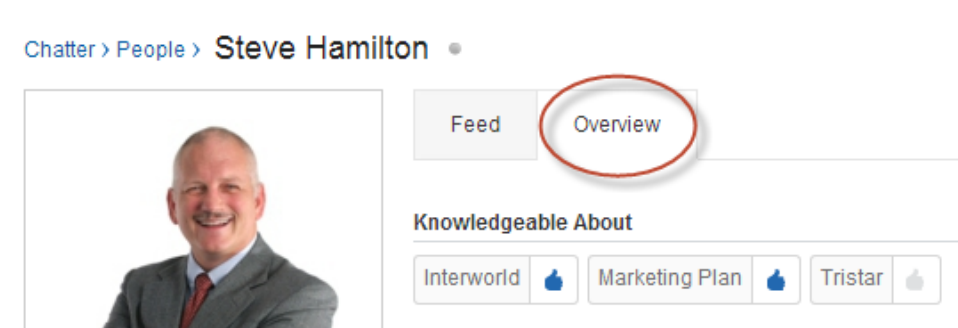 Chatter › People › Steve Hamilton
Feed Overview
Knowledgeable About
Interworld Marketing Plan Tristar